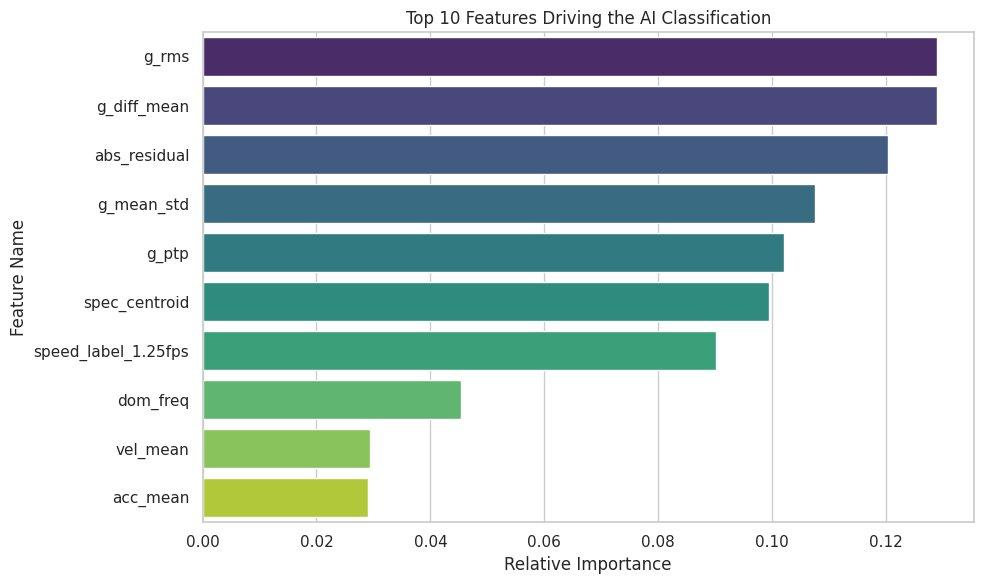 Top 10 Features Driving the AI Classification
g_rms
g_diff_mean
abs_residual
g_mean_std
g_ptp
spec_centroid
speed_label_1.25fps
dom_freq
vel_mean
acc_mean
Feature Name
0.00 0.02 0.04 0.06 0.08 0.10 0.12
Relative Importance